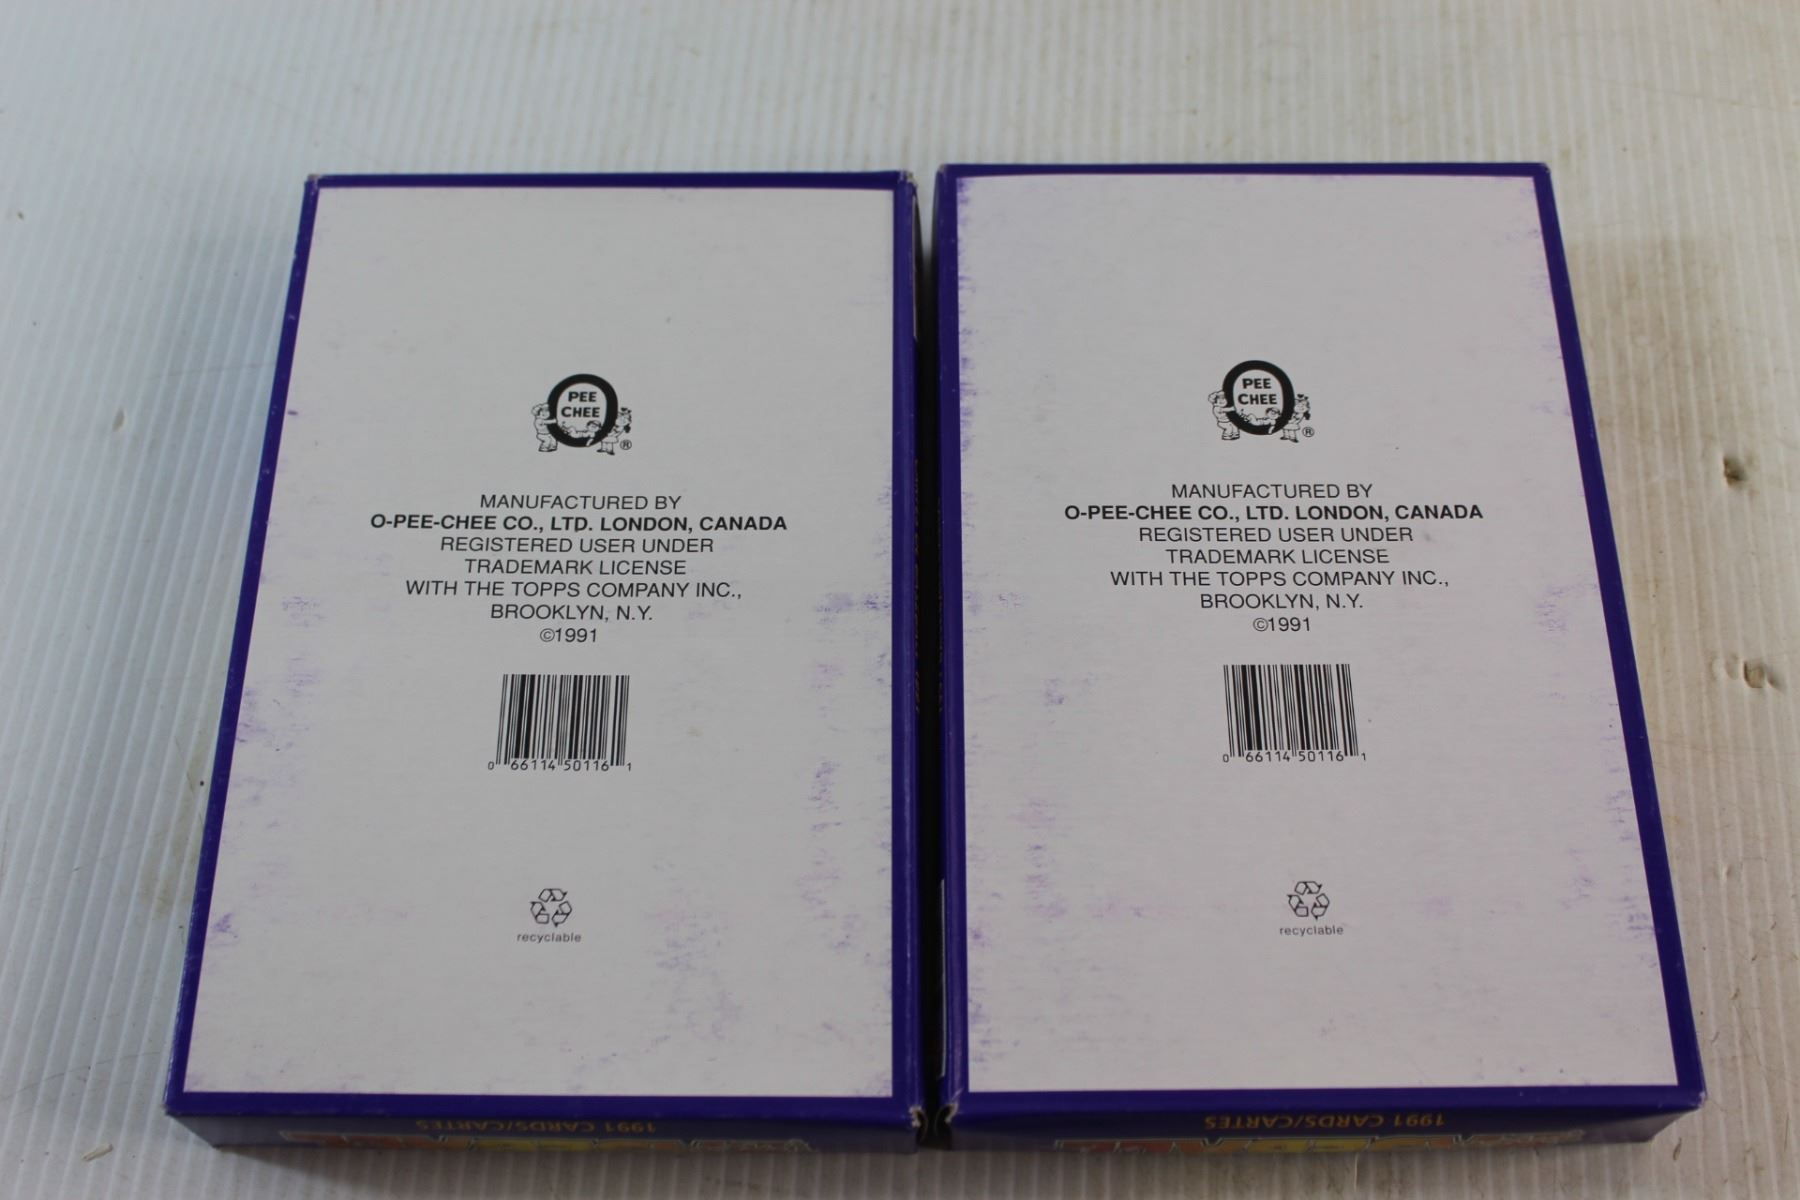 PEE
CHEE
®
MANUFACTURED BY
O-PEE-CHEE CO., LTD. LONDON, CANADA
REGISTERED USER UNDER
TRADEMARK LICENSE
WITH THE TOPPS COMPANY INC.,
BROOKLYN, N.Y.
©1991
0 66114 50116 1
recyclable
1991 CARDS/CARTES
PEE
CHEE
®
MANUFACTURED BY
O-PEE-CHEE CO., LTD. LONDON, CANADA
REGISTERED USER UNDER
TRADEMARK LICENSE
WITH THE TOPPS COMPANY INC.,
BROOKLYN, N.Y.
©1991
0 66114 50116 1
recyclable
1991 CARDS/CARTES